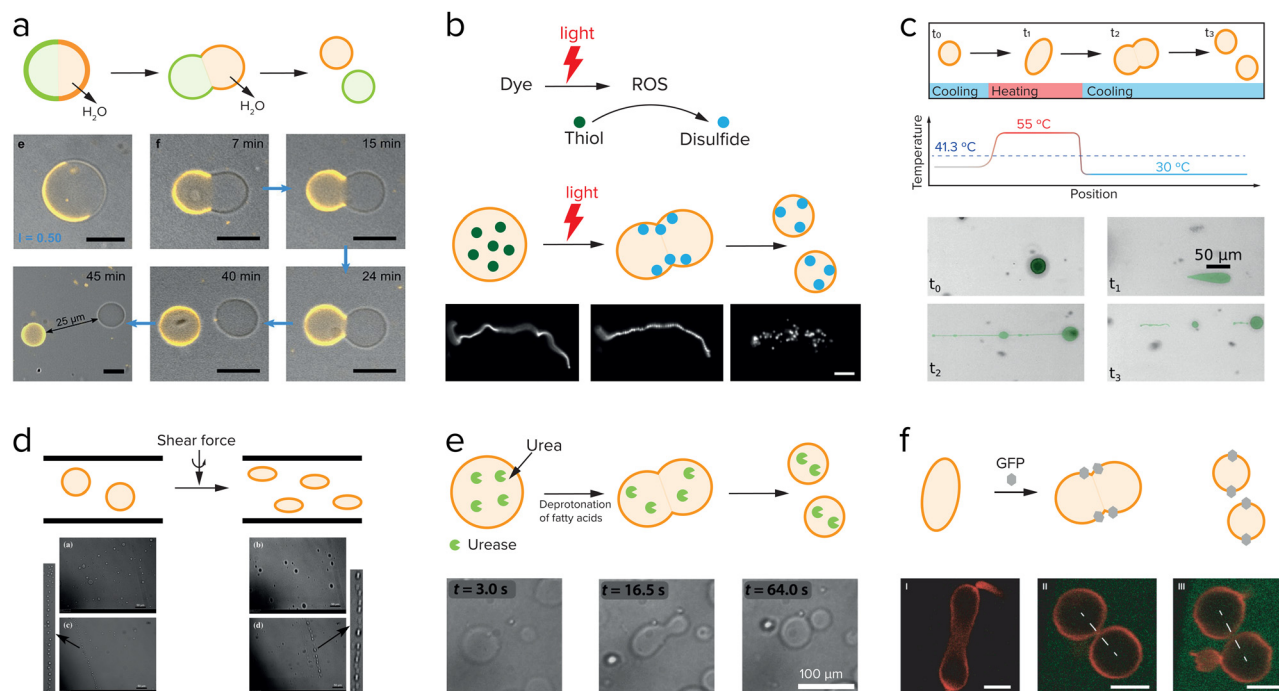 a
H₂O
H₂O
e
I = 0.50
f
7 min
15 min
45 min
25 µm
40 min
24 min
b
light
Dye
ROS
Thiol
Disulfide
light
c
t₀
t₁
t₂
t₃
Cooling
Heating
Cooling
Temperature
55 ºC
41.3 ºC
30 ºC
Position
t₀
50 µm
t₁
t₂
t₃
d
Shear force
(a)
(b)
(c)
(d)
e
Urea
Deprotonation
of fatty acids
Urease
t = 3.0 s
t = 16.5 s
t = 64.0 s
100 µm
f
GFP
I
II
III